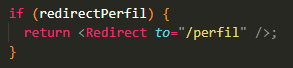 if (redirectPerfil) {
return <Redirect to="/perfil" />;
}